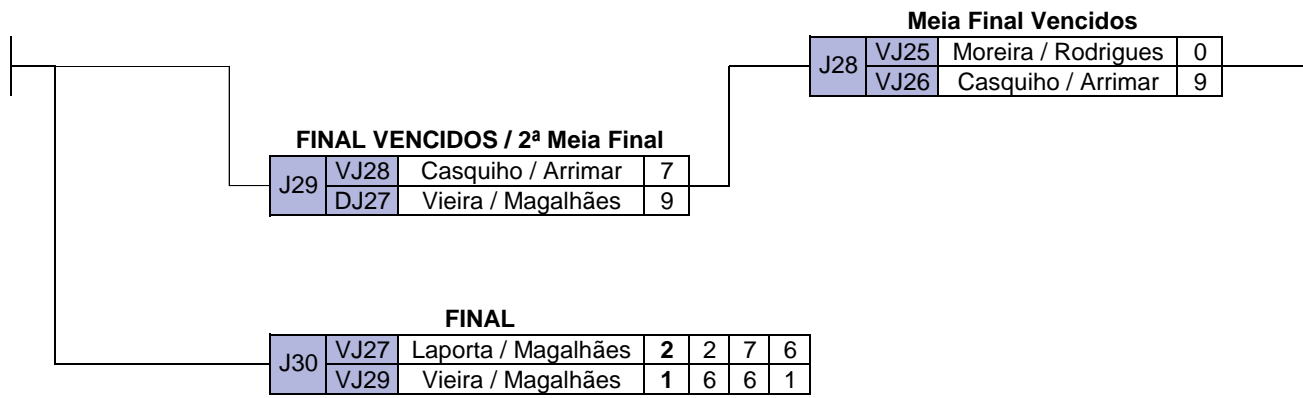 Meia Final Vencidos
J28 VJ25 Moreira / Rodrigues 0
VJ26 Casquiho / Arrimar 9
FINAL VENCIDOS / 2ª Meia Final
J29 VJ28 Casquiho / Arrimar 7
DJ27 Vieira / Magalhães 9
FINAL
J30 VJ27 Laporta / Magalhães 2 2 7 6
VJ29 Vieira / Magalhães 1 6 6 1